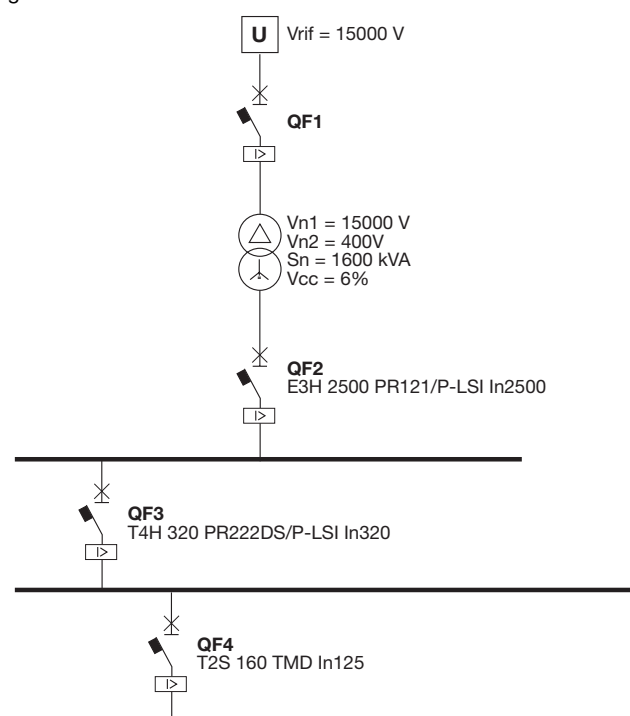 U Vrif = 15000 V
QF1
I>
Vn1 = 15000 V
Vn2 = 400V
Sn = 1600 kVA
Vcc = 6%
QF2
E3H 2500 PR121/P-LSI In2500
I>
QF3
T4H 320 PR222DS/P-LSI In320
I>
QF4
T2S 160 TMD In125
I>